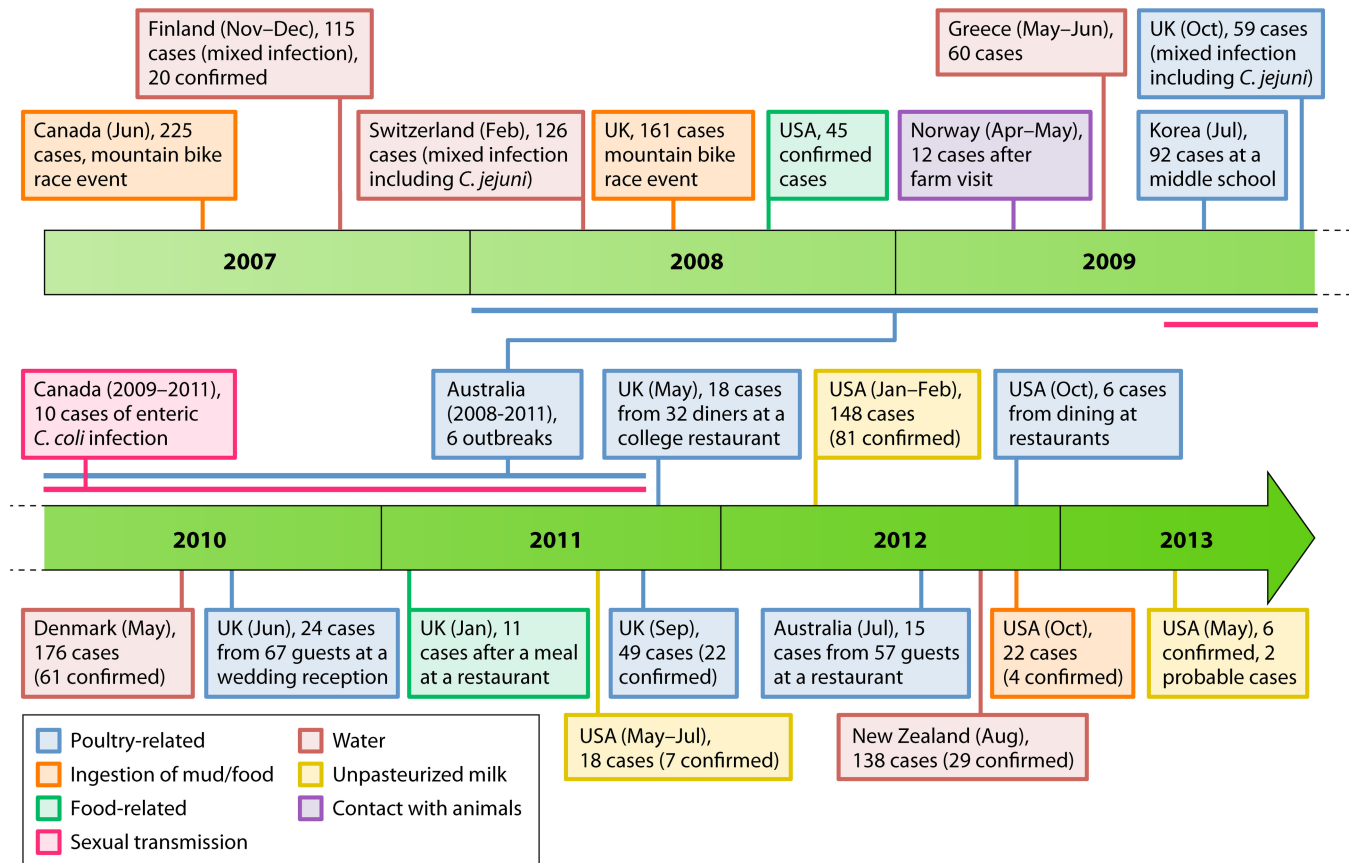 Finland (Nov–Dec), 115
cases (mixed infection),
20 confirmed
Greece (May–Jun),
60 cases
UK (Oct), 59 cases
(mixed infection
including C. jejuni)
Canada (Jun), 225
cases, mountain bike
race event
Switzerland (Feb), 126
cases (mixed infection
including C. jejuni)
UK, 161 cases
mountain bike
race event
USA, 45
confirmed
cases
Norway (Apr–May),
12 cases after
farm visit
Korea (Jul),
92 cases at a
middle school
2007
2008
2009
Canada (2009–2011),
10 cases of enteric
C. coli infection
Australia
(2008-2011),
6 outbreaks
UK (May), 18 cases
from 32 diners at a
college restaurant
USA (Jan–Feb),
148 cases
(81 confirmed)
USA (Oct), 6 cases
from dining at
restaurants
2010
2011
2012
2013
Denmark (May),
176 cases
(61 confirmed)
UK (Jun), 24 cases
from 67 guests at a
wedding reception
UK (Jan), 11
cases after a meal
at a restaurant
UK (Sep),
49 cases (22
confirmed)
Australia (Jul), 15
cases from 57 guests
at a restaurant
USA (Oct),
22 cases
(4 confirmed)
USA (May), 6
confirmed, 2
probable cases
USA (May–Jul),
18 cases (7 confirmed)
New Zealand (Aug),
138 cases (29 confirmed)
Poultry-related
Ingestion of mud/food
Food-related
Sexual transmission
Water
Unpasteurized milk
Contact with animals